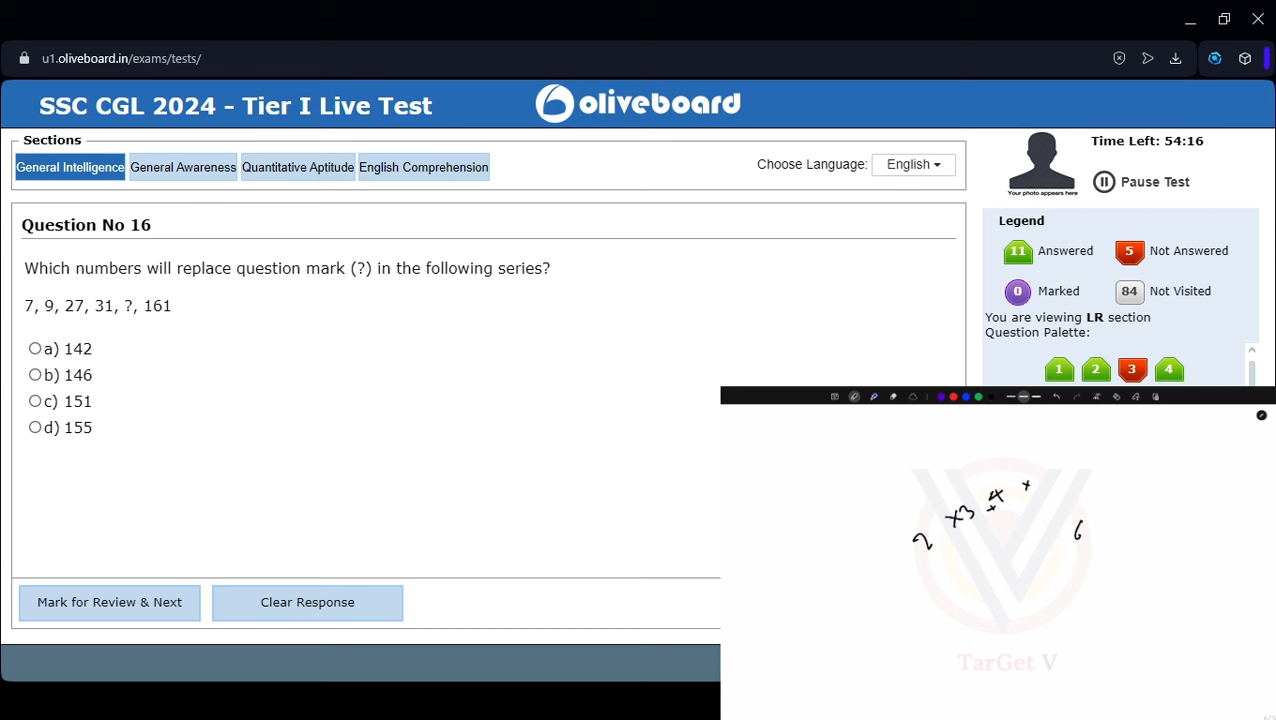 u1.oliveboard.in/exams/tests/
SSC CGL 2024 - Tier I Live Test
oliveboard
Sections
General Intelligence General Awareness Quantitative Aptitude English Comprehension
Choose Language: English
Your photo appears here
Time Left: 54:16
Pause Test
Question No 16
Which numbers will replace question mark (?) in the following series?
7, 9, 27, 31, ?, 161
a) 142
b) 146
c) 151
d) 155
Legend
11 Answered 5 Not Answered
0 Marked 84 Not Visited
You are viewing LR section
Question Palette:
1 2 3 4
2 x3 4 + x 6
TarGet V
Mark for Review & Next Clear Response